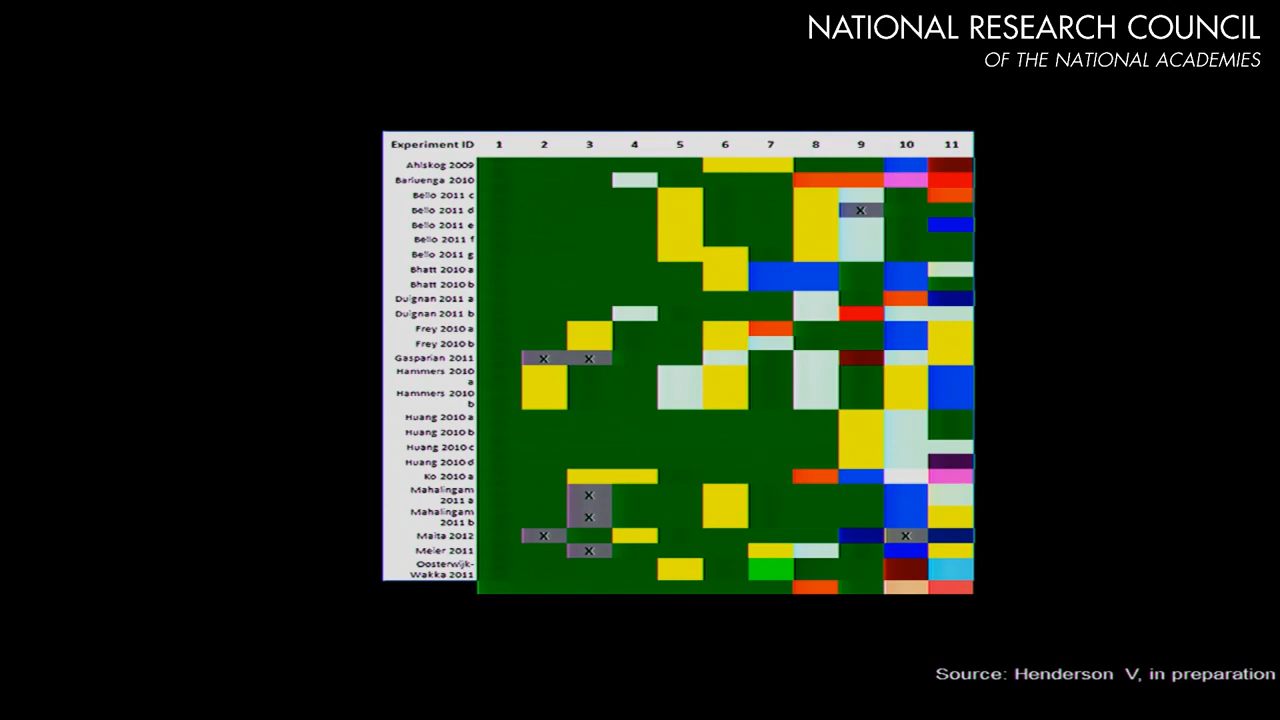 NATIONAL RESEARCH COUNCIL
OF THE NATIONAL ACADEMIES
Experiment ID 1 2 3 4 5 6 7 8 9 10 11
Ahlskog 2009
Barluenga 2010
Bello 2011 c
Bello 2011 d X
Bello 2011 e
Bello 2011 f
Bello 2011 g
Bhatt 2010 a
Bhatt 2010 b
Duignan 2011 a
Duignan 2011 b
Frey 2010 a
Frey 2010 b
Gasparian 2011 X X
Hammers 2010
a
Hammers 2010
b
Huang 2010 a
Huang 2010 b
Huang 2010 c
Huang 2010 d
Ko 2010 a
Mahalingam
2011 a X
Mahalingam
2011 b X
Maita 2012 X X
Meier 2011 X
Oosterwijk-
Wakka 2011
Source: Henderson V, in preparation